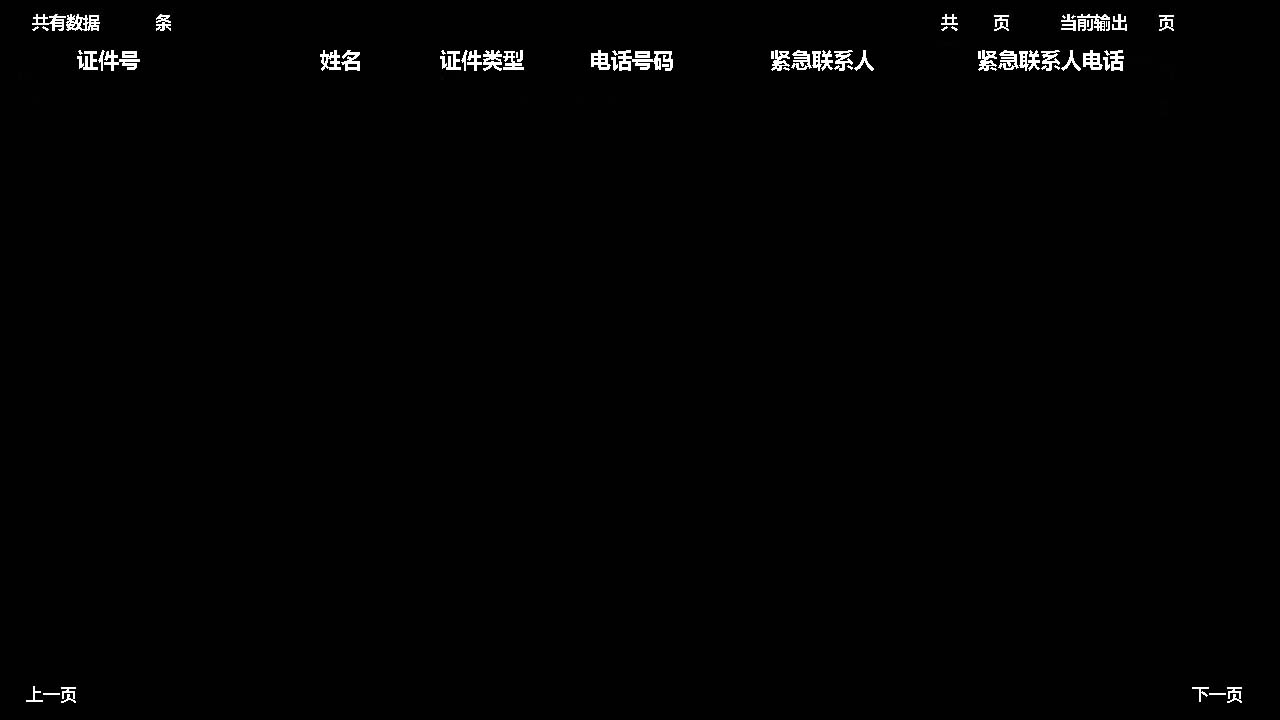 共有数据 条 共 页 当前输出 页
证件号 姓名 证件类型 电话号码 紧急联系人 紧急联系人电话
上一页 下一页